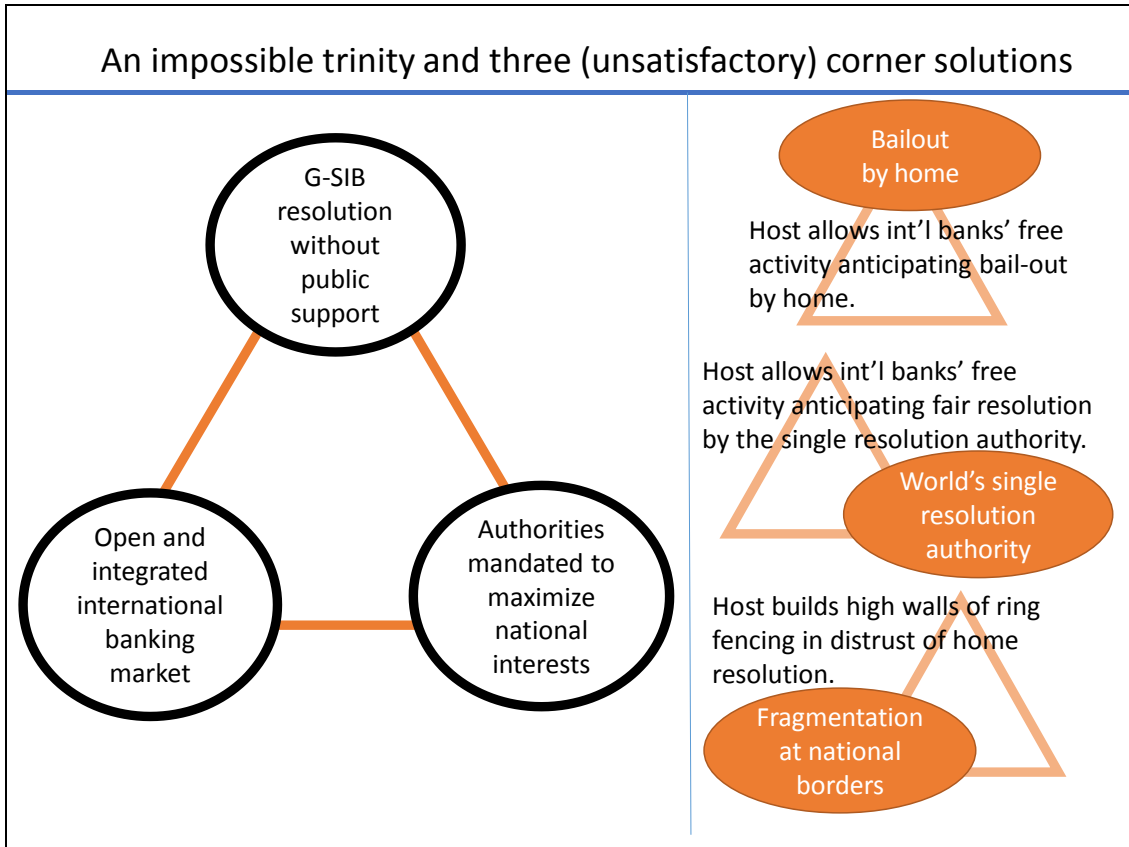 An impossible trinity and three (unsatisfactory) corner solutions
G-SIB
resolution
without
public
support
Open and
integrated
international
banking
market
Authorities
mandated to
maximize
national
interests
Bailout
by home
Host allows int’l banks’ free
activity anticipating bail-out
by home.
Host allows int’l banks’ free
activity anticipating fair resolution
by the single resolution authority.
World’s single
resolution
authority
Host builds high walls of ring
fencing in distrust of home
resolution.
Fragmentation
at national
borders